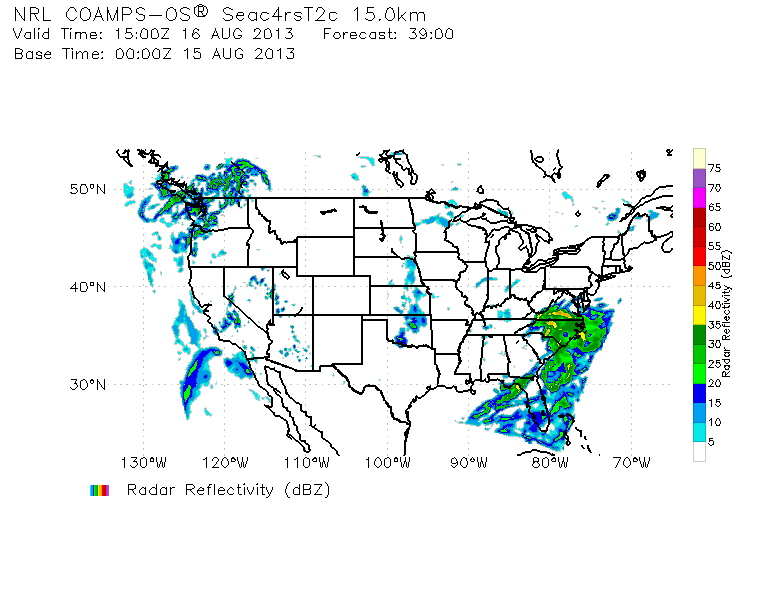 NRL COAMPS-OS® Seac4rsT2c 15.0km
Valid Time: 15:00Z 16 AUG 2013 Forecast: 39:00
Base Time: 00:00Z 15 AUG 2013
50°N
40°N
30°N
130°W 120°W 110°W 100°W 90°W 80°W 70°W
75
70
65
60
55
50
45
40
35
30
25
20
15
10
5
Radar Reflectivity (dBZ)
Radar Reflectivity (dBZ)